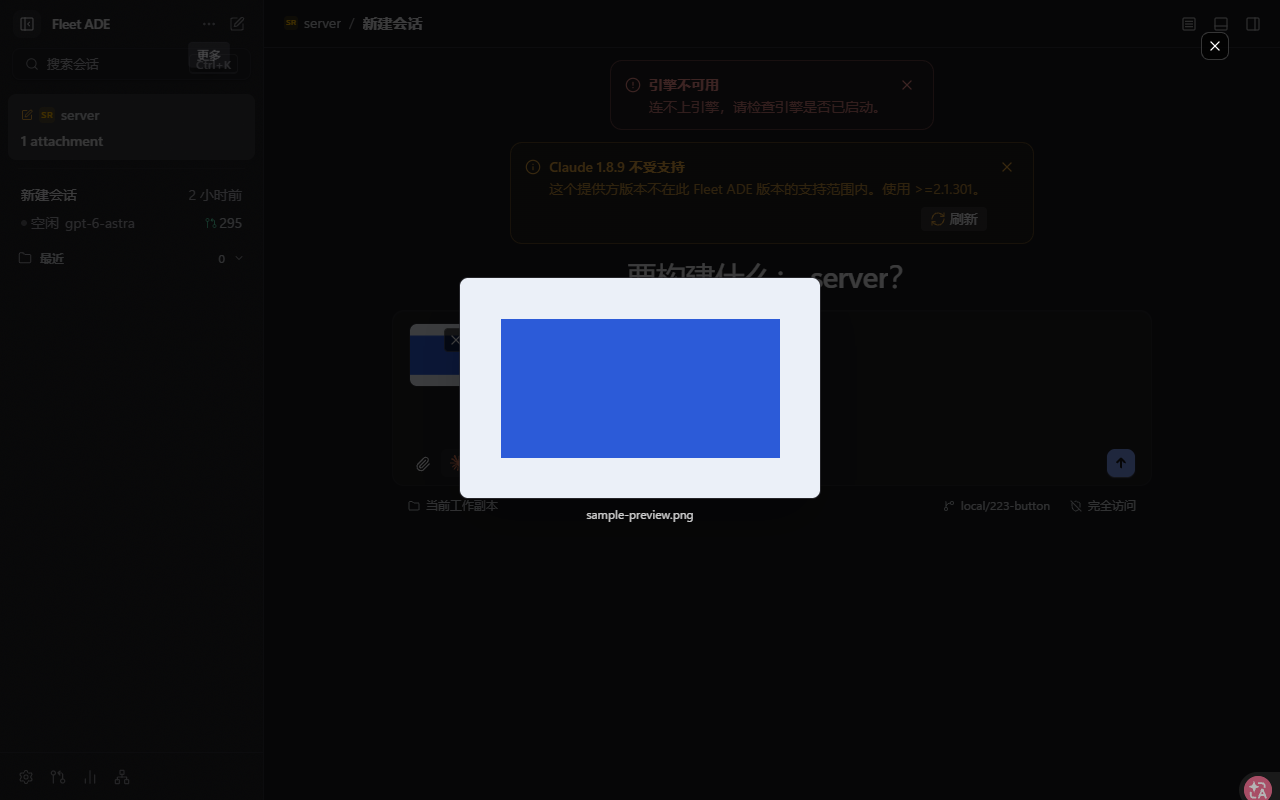 Fleet ADE
更多
搜索会话
Ctrl+K
SR server
1 attachment
新建会话 2 小时前
空闲 gpt-6-astra 295
最近 0
SR server / 新建会话
引擎不可用
连不上引擎，请检查引擎是否已启动。
Claude 1.8.9 不受支持
这个提供方版本不在此 Fleet ADE 版本的支持范围内。使用 >=2.1.301。
刷新
server？
sample-preview.png
当前工作副本
local/223-button
完全访问